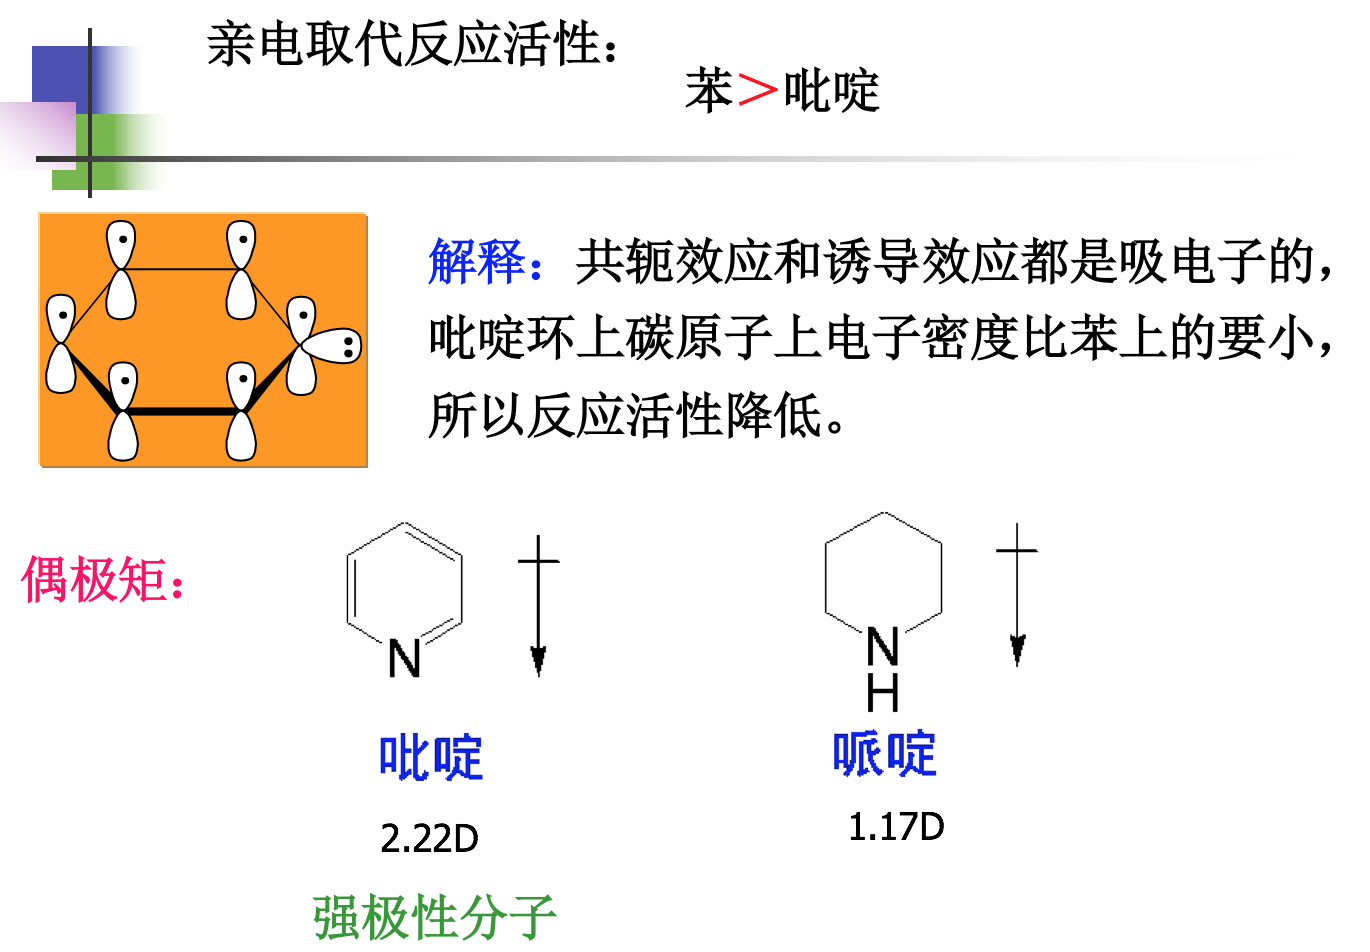 亲电取代反应活性：
苯＞吡啶
解释：共轭效应和诱导效应都是吸电子的，
吡啶环上碳原子上电子密度比苯上的要小，
所以反应活性降低。
偶极矩：
N
N
H
吡啶
哌啶
2.22D
1.17D
强极性分子